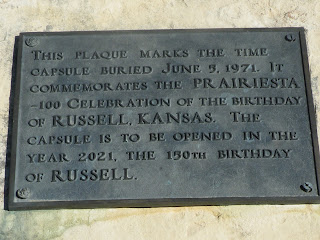 THIS PLAQUE MARKS THE TIME
CAPSULE BURIED JUNE 5, 1971. IT
COMMEMORATES THE PRAIRIESTA
-100 CELEBRATION OF THE BIRTHDAY
OF RUSSELL, KANSAS. THE
CAPSULE IS TO BE OPENED IN THE
YEAR 2021, THE 150TH BIRTHDAY
OF RUSSELL.